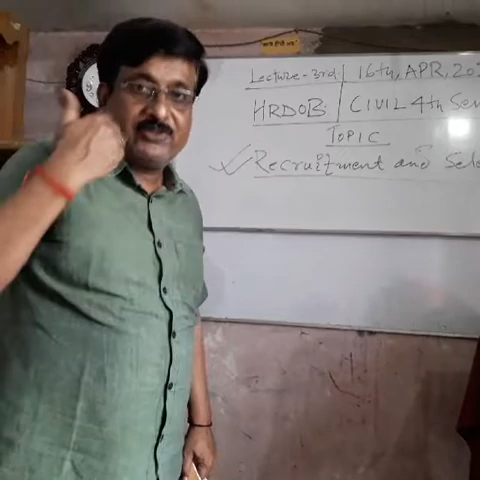 Lecture-3rd | 16th, APR, 20
HRDOB | CIVIL 4th Sem
TOPIC
✓ Recruitment and Sele